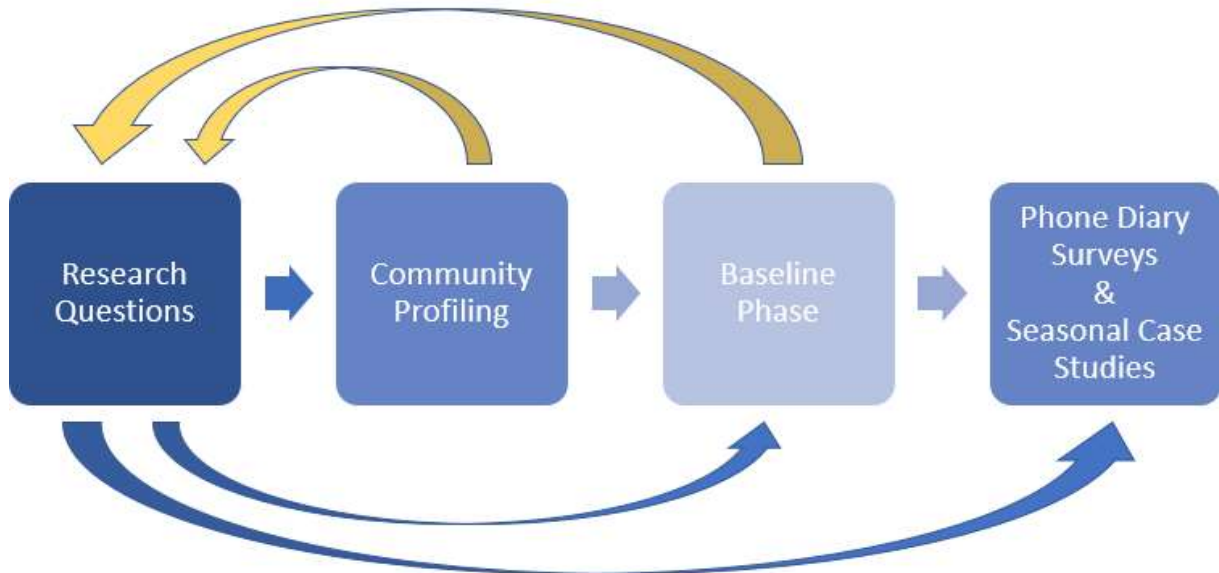 Research
Questions
Community
Profiling
Baseline
Phase
Phone Diary
Surveys
&
Seasonal Case
Studies